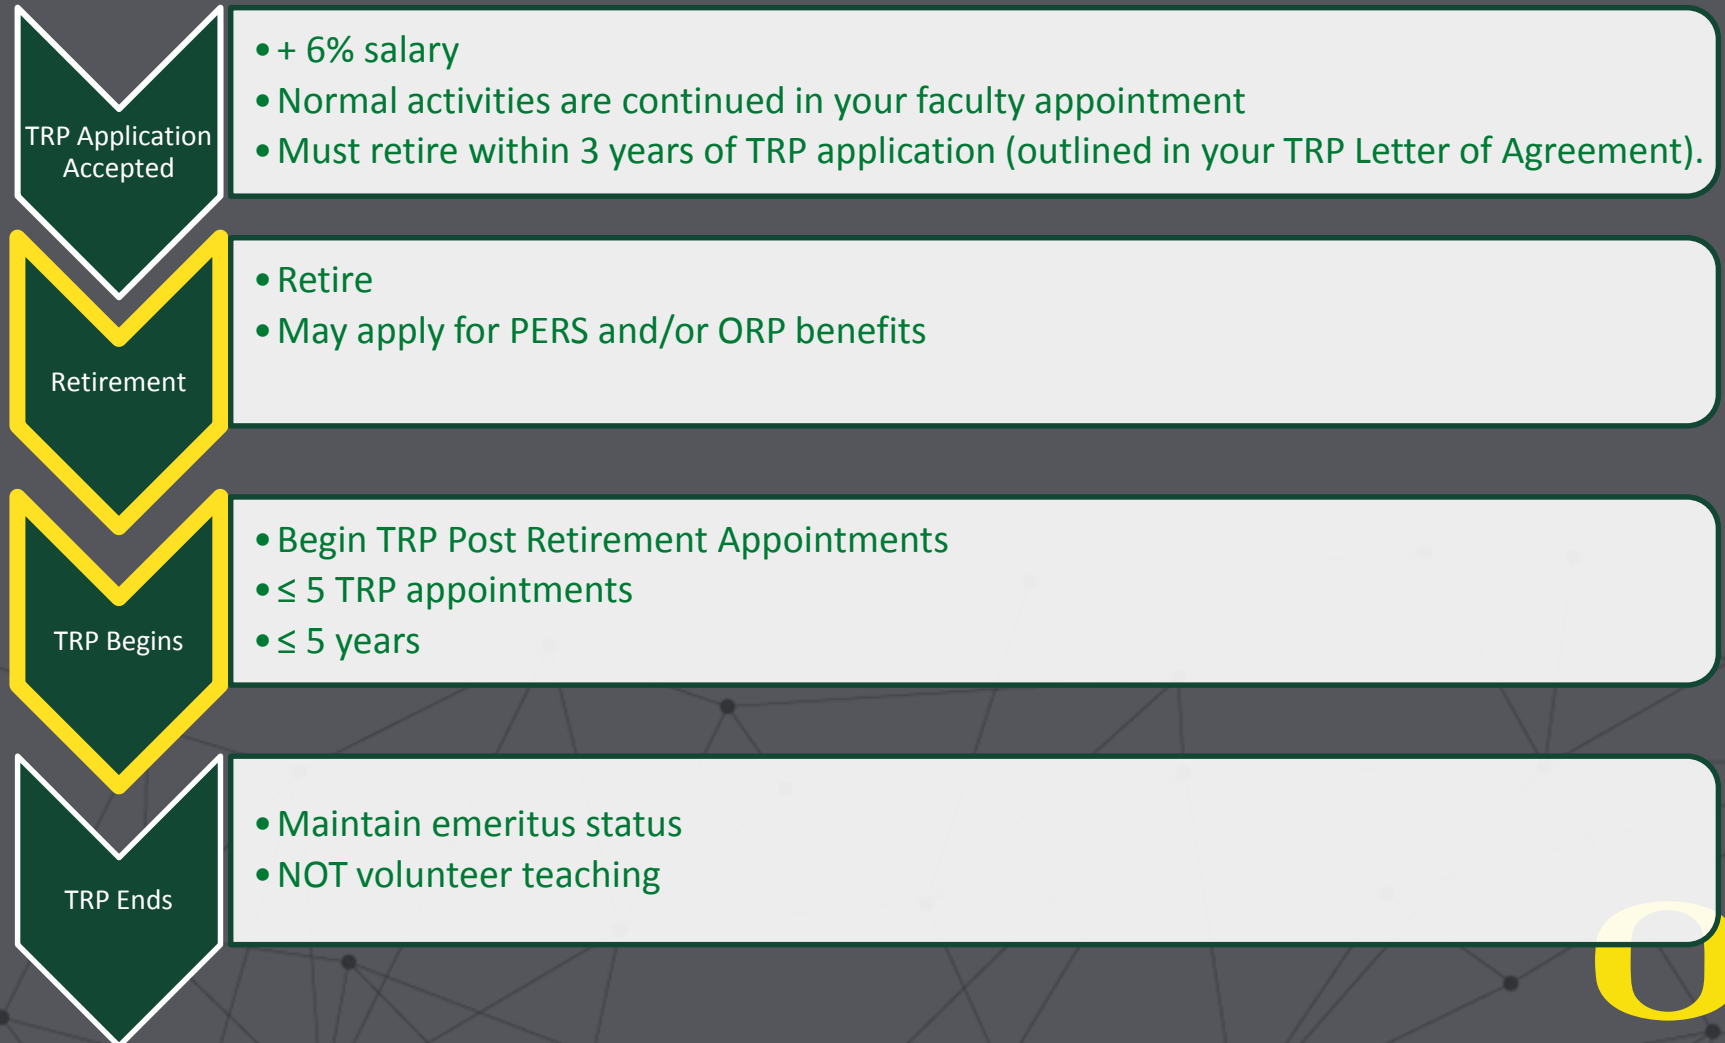 TRP Application
Accepted
• + 6% salary
• Normal activities are continued in your faculty appointment
• Must retire within 3 years of TRP application (outlined in your TRP Letter of Agreement).
Retirement
• Retire
• May apply for PERS and/or ORP benefits
TRP Begins
• Begin TRP Post Retirement Appointments
• ≤ 5 TRP appointments
• ≤ 5 years
TRP Ends
• Maintain emeritus status
• NOT volunteer teaching
O